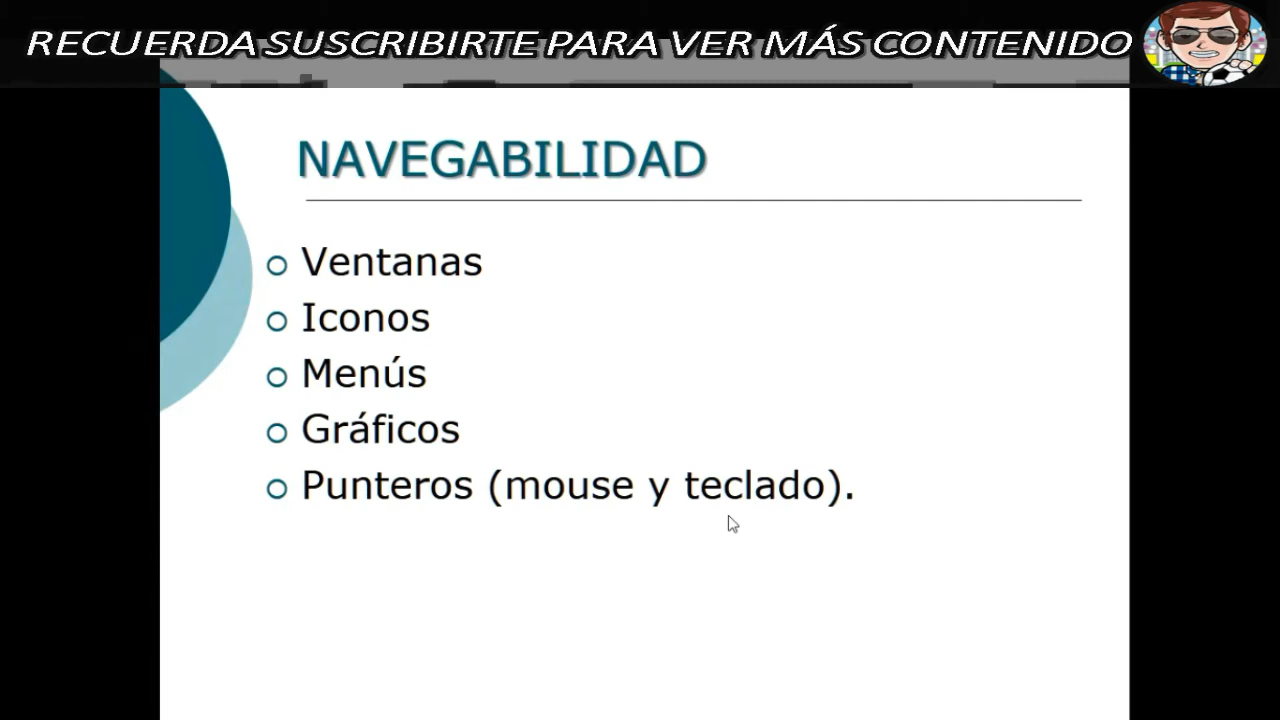 RECUERDA SUSCRIBIRTE PARA VER MÁS CONTENIDO
NAVEGABILIDAD
Ventanas
Iconos
Menús
Gráficos
Punteros (mouse y teclado).